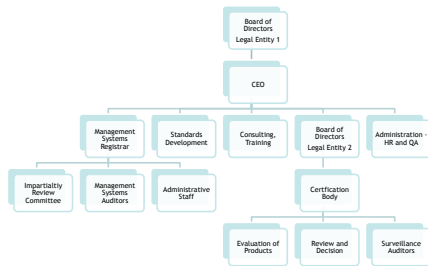 Board of
Directors
Legal Entity 1
CEO
Management
Systems
Registrar
Standards
Development
Consulting,
Training
Board of
Directors
Legal Entity 2
Administration -
HR and QA
Impartialtiy
Review
Committee
Management
Systems
Auditors
Administrative
Staff
Certfication
Body
Evaluation of
Products
Review and
Decision
Surveillance
Auditors